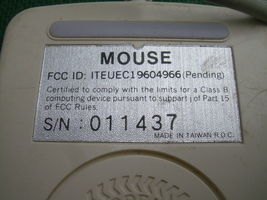 MOUSE
FCC ID: ITEUEC19604966 (Pending)
Certified to comply with the limits for a Class B
computing device pursuant to subpart j of Part 15
of FCC Rules.
S/N: 011437
MADE IN TAIWAN R.O.C.